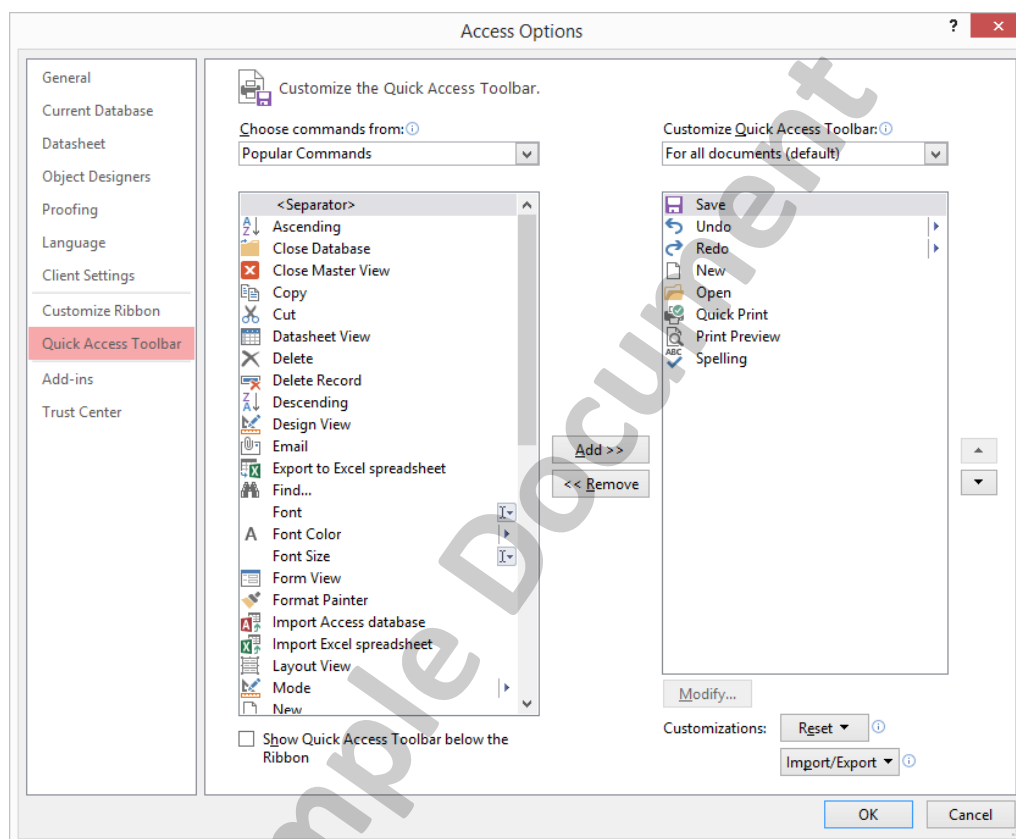 Access Options
?
General
Current Database
Datasheet
Object Designers
Proofing
Language
Client Settings
Customize Ribbon
Quick Access Toolbar
Add-ins
Trust Center
Customize the Quick Access Toolbar.
Choose commands from:
Popular Commands
<Separator>
Ascending
Close Database
Close Master View
Copy
Cut
Datasheet View
Delete
Delete Record
Descending
Design View
Email
Export to Excel spreadsheet
Find...
Font
Font Color
Font Size
Form View
Format Painter
Import Access database
Import Excel spreadsheet
Layout View
Mode
New
Show Quick Access Toolbar below the
Ribbon
Add >>
<< Remove
Customize Quick Access Toolbar:
For all documents (default)
Save
Undo
Redo
New
Open
Quick Print
Print Preview
ABC
Spelling
Modify...
Customizations:
Reset
Import/Export
OK
Cancel
mple Document